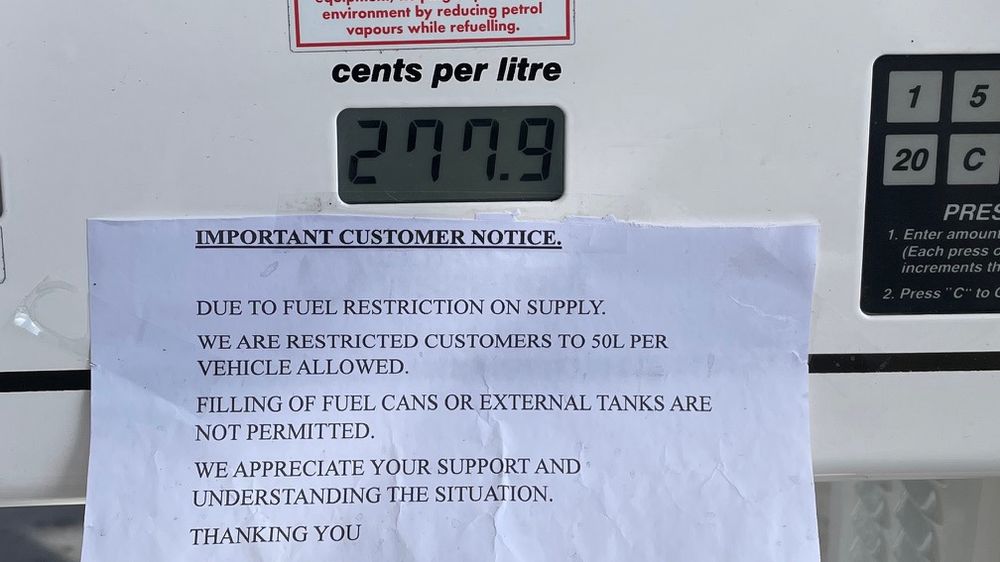 environment by reducing petrol
vapours while refuelling.
cents per litre
277.9
1 5
20 C
IMPORTANT CUSTOMER NOTICE.
DUE TO FUEL RESTRICTION ON SUPPLY.
WE ARE RESTRICTED CUSTOMERS TO 50L PER
VEHICLE ALLOWED.
FILLING OF FUEL CANS OR EXTERNAL TANKS ARE
NOT PERMITTED.
WE APPRECIATE YOUR SUPPORT AND
UNDERSTANDING THE SITUATION.
THANKING YOU
1. Enter amount
(Each press
increments
2. Press "C" to